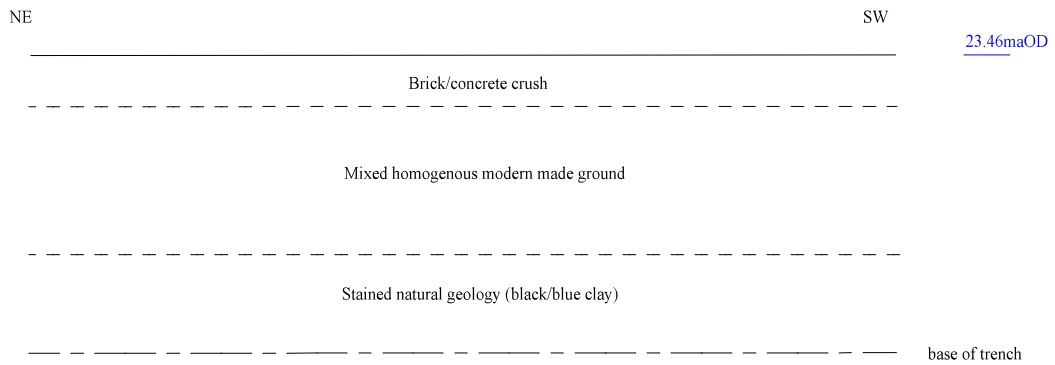 NE
SW
23.46maOD
Brick/concrete crush
Mixed homogenous modern made ground
Stained natural geology (black/blue clay)
base of trench